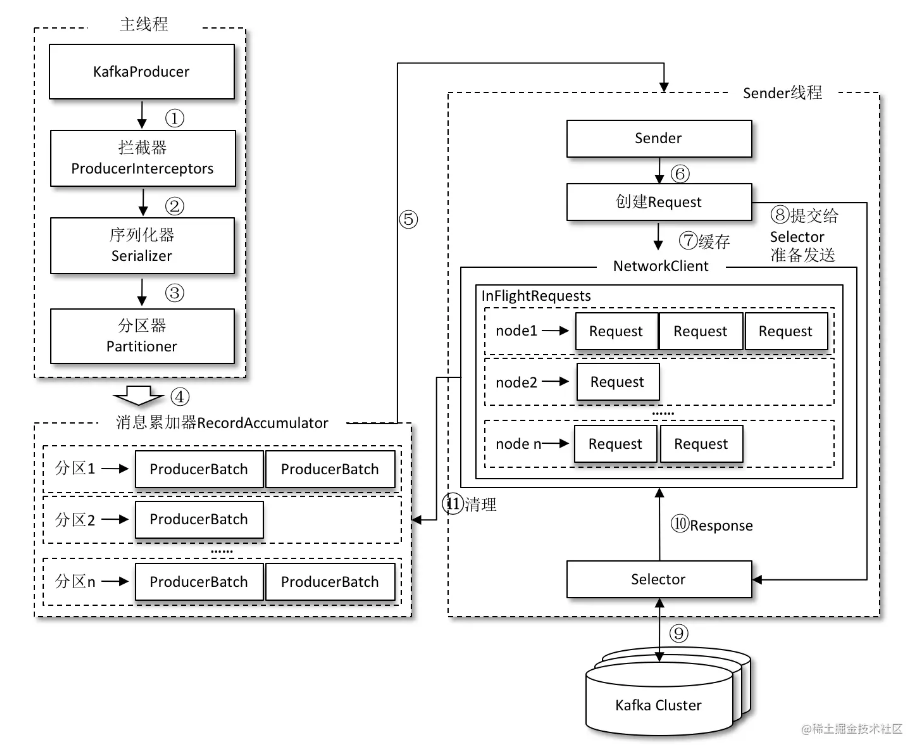 主线程
KafkaProducer
①
拦截器
ProducerInterceptors
②
序列化器
Serializer
③
分区器
Partitioner
④
消息累加器RecordAccumulator
分区1
ProducerBatch
ProducerBatch
分区2
ProducerBatch
......
分区n
ProducerBatch
ProducerBatch
⑤
Sender线程
Sender
⑥
创建Request
⑦缓存
⑧提交给
Selector
准备发送
NetworkClient
InFlightRequests
node1
Request
Request
Request
node2
Request
......
node n
Request
Request
⑪清理
⑩Response
Selector
⑨
Kafka Cluster
@稀土掘金技术社区